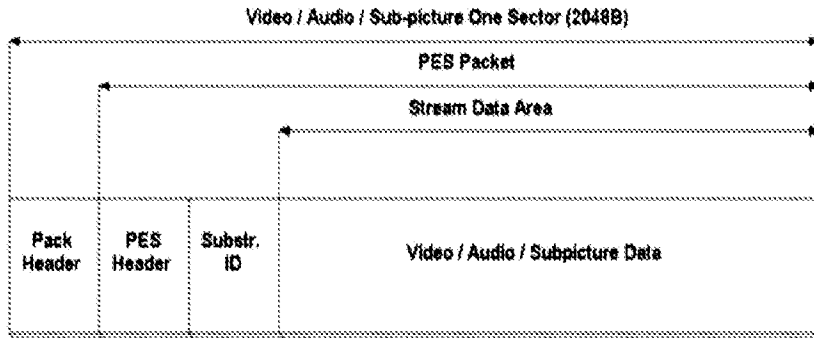 Video / Audio / Sub-picture One Sector (2048B)
PES Packet
Stream Data Area
Pack
Header
PES
Header
Substr.
ID
Video / Audio / Subpicture Data